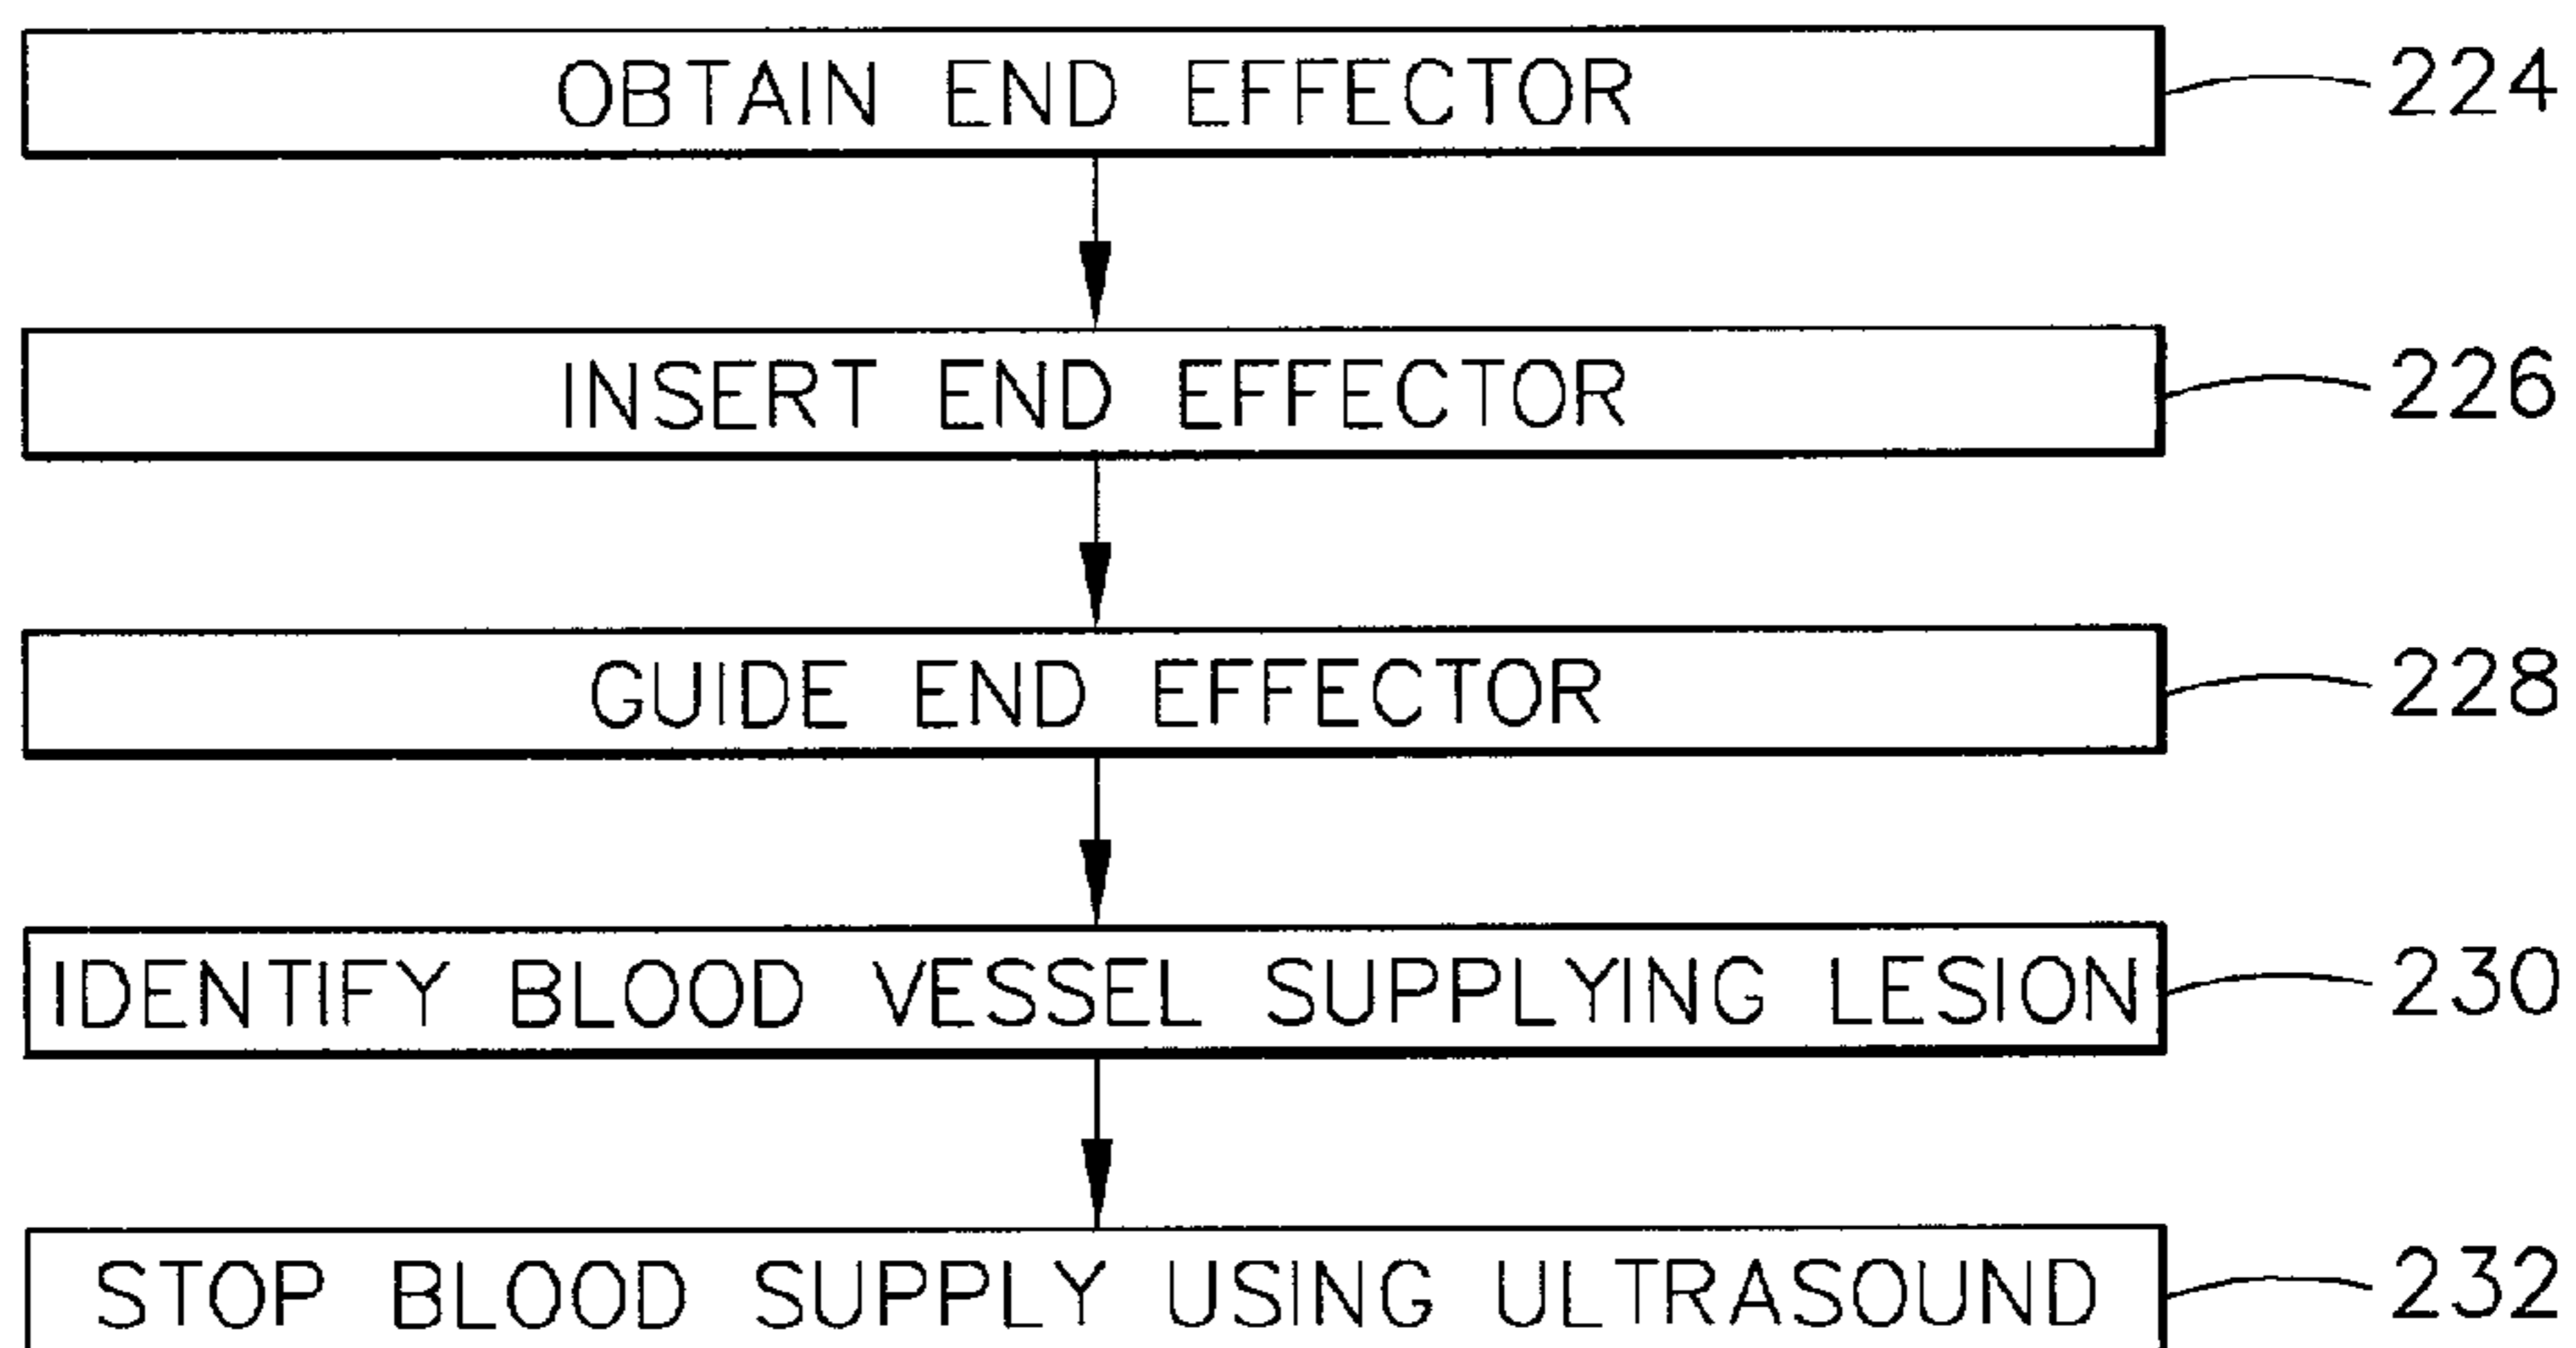 OBTAIN END EFFECTOR 224
INSERT END EFFECTOR 226
GUIDE END EFFECTOR 228
IDENTIFY BLOOD VESSEL SUPPLYING LESION 230
STOP BLOOD SUPPLY USING ULTRASOUND 232